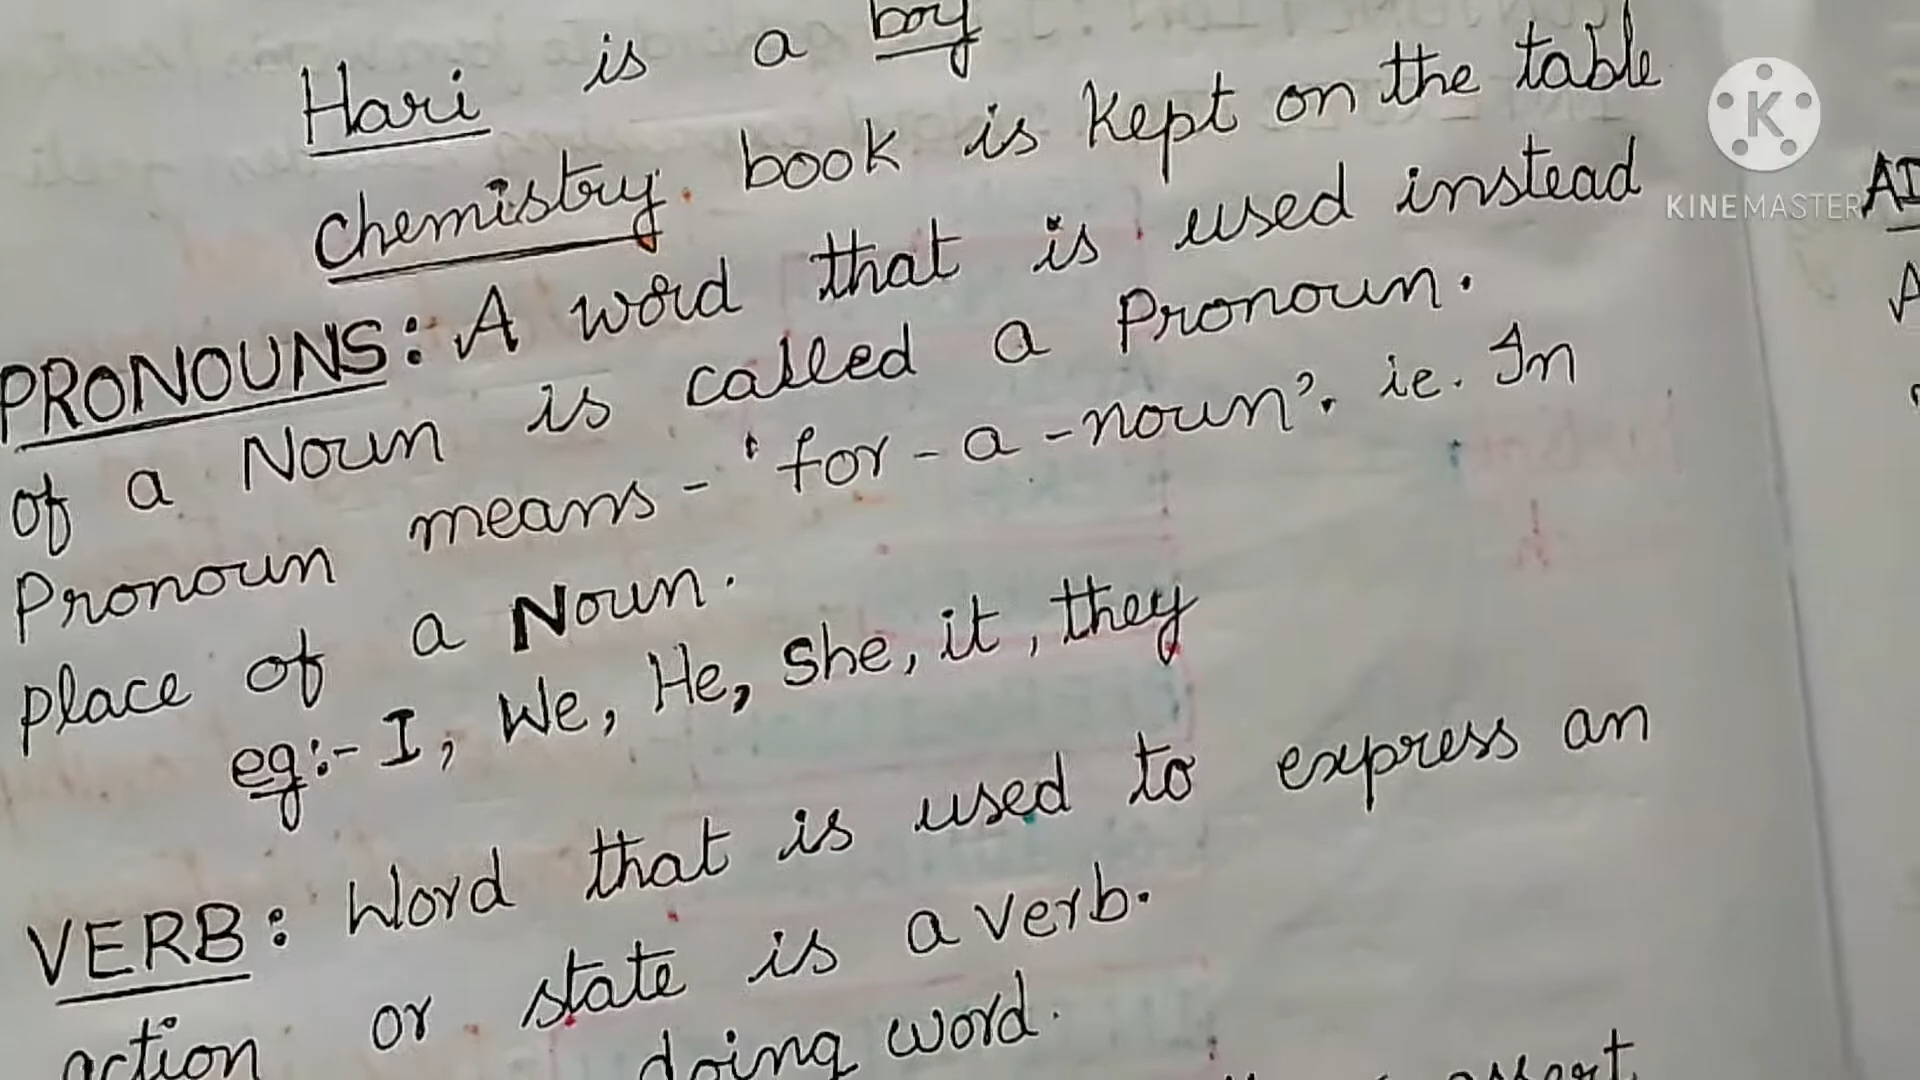 Hari is a boy
Chemistry book is kept on the table
PRONOUNS: A word that is used instead
of a Noun is called a Pronoun.
Pronoun means - 'for-a-noun'. ie. In
place of a Noun.
eg:- I, We, He, she, it, they
VERB: Word that is used to express an
action or state is a verb.
doing word.
assert
K
KINEMASTER